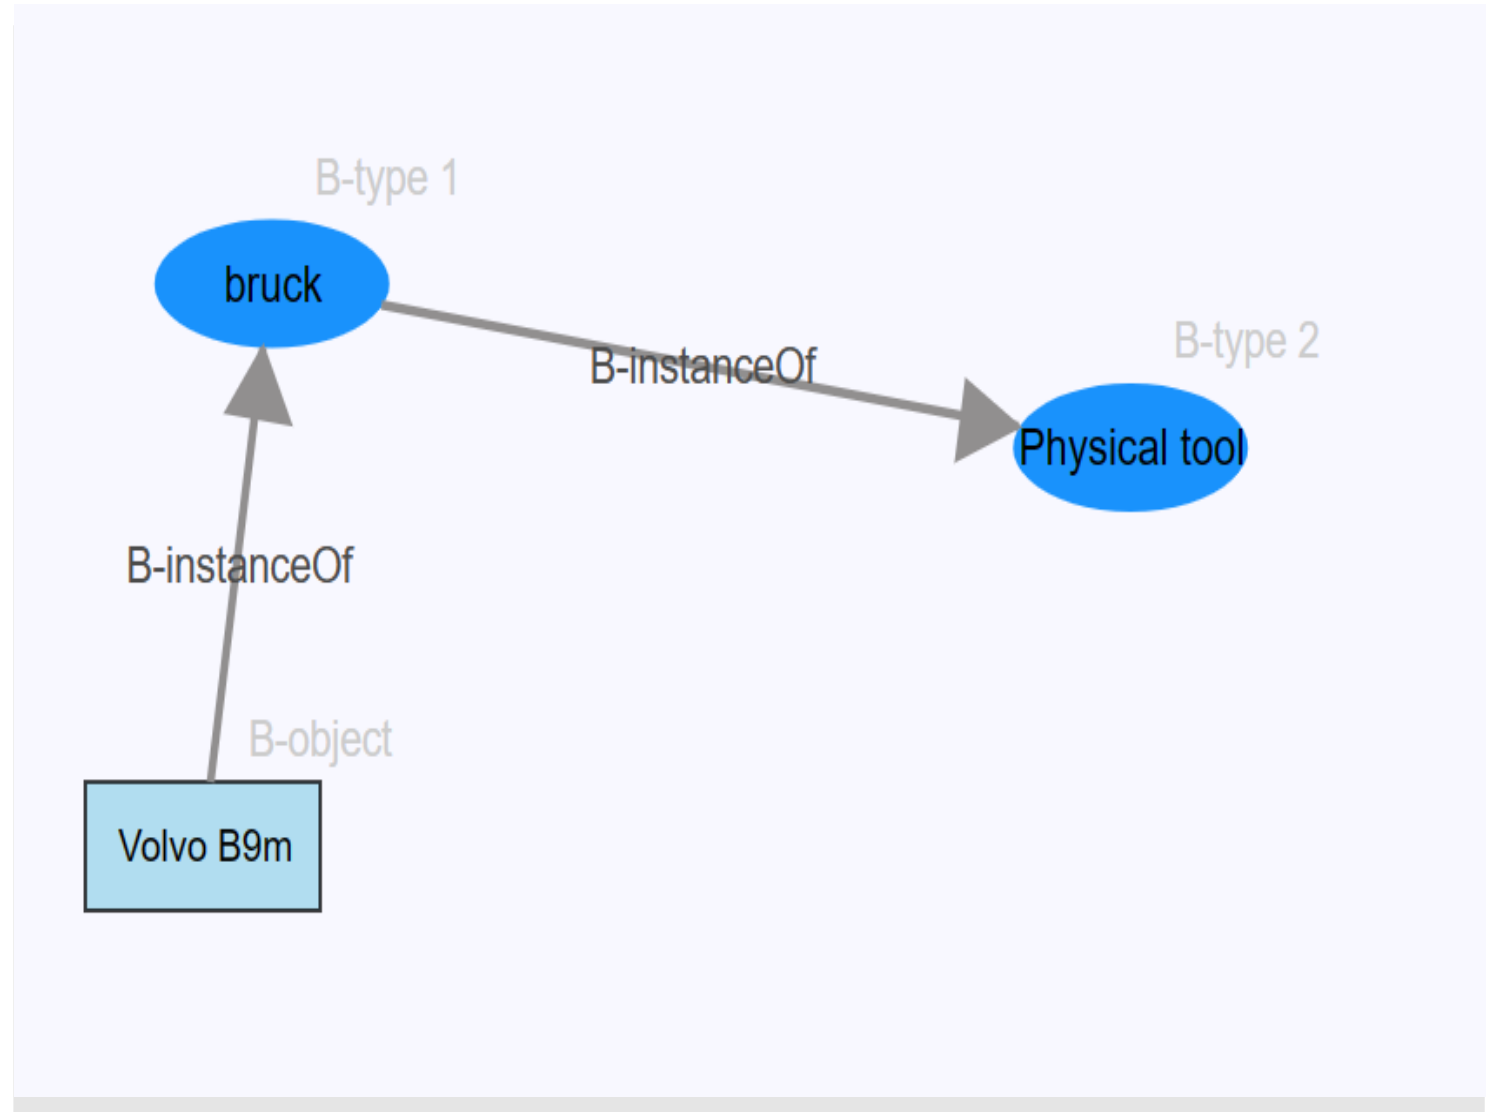 B-type 1
bruck
B-instanceOf
B-type 2
Physical tool
B-instanceOf
B-object
Volvo B9m